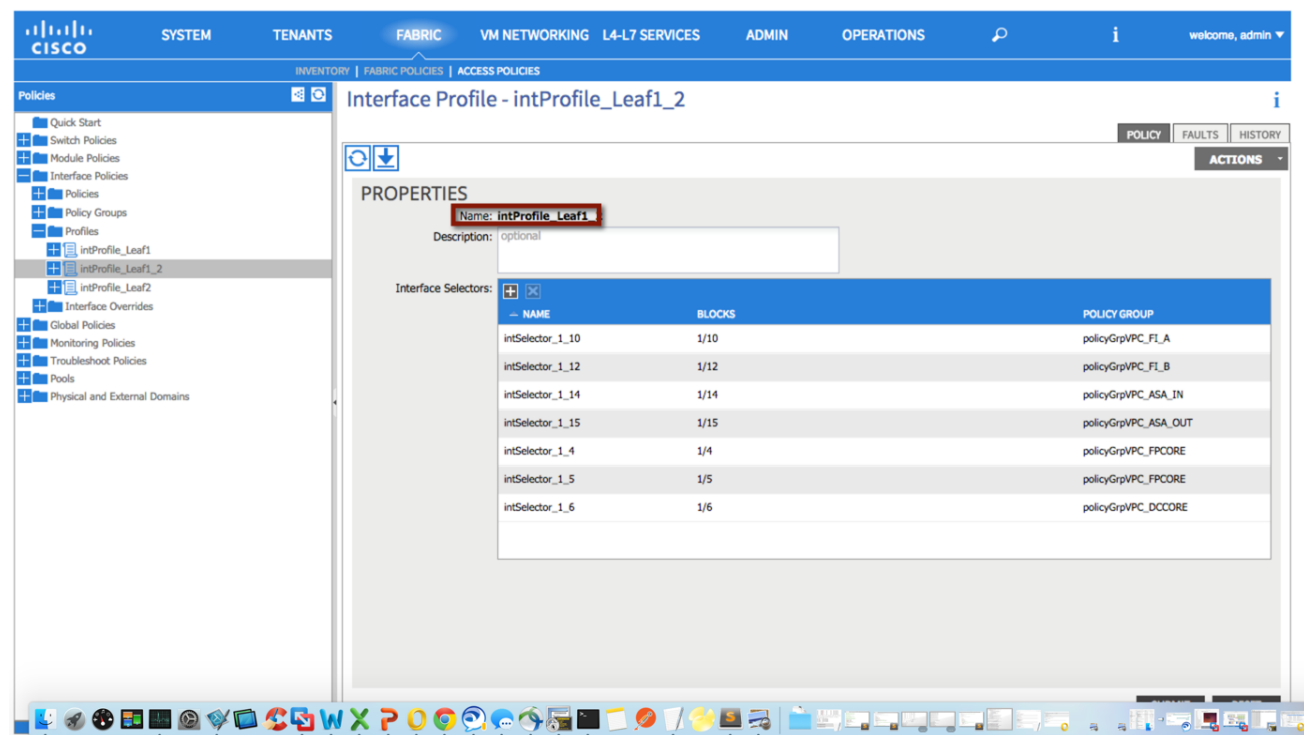 CISCO SYSTEM TENANTS FABRIC VM NETWORKING L4-L7 SERVICES ADMIN OPERATIONS i welcome, admin
INVENTORY | FABRIC POLICIES | ACCESS POLICIES
Policies
Quick Start
Switch Policies
Module Policies
Interface Policies
Policies
Policy Groups
Profiles
intProfile_Leaf1
intProfile_Leaf1_2
intProfile_Leaf2
Interface Overrides
Global Policies
Monitoring Policies
Troubleshoot Policies
Pools
Physical and External Domains
Interface Profile - intProfile_Leaf1_2 i
POLICY FAULTS HISTORY
ACTIONS
PROPERTIES
Name: intProfile_Leaf1_
Description: optional
Interface Selectors:
NAME BLOCKS POLICY GROUP
intSelector_1_10 1/10 policyGrpVPC_FI_A
intSelector_1_12 1/12 policyGrpVPC_FI_B
intSelector_1_14 1/14 policyGrpVPC_ASA_IN
intSelector_1_15 1/15 policyGrpVPC_ASA_OUT
intSelector_1_4 1/4 policyGrpVPC_FPCORE
intSelector_1_5 1/5 policyGrpVPC_FPCORE
intSelector_1_6 1/6 policyGrpVPC_DCCORE